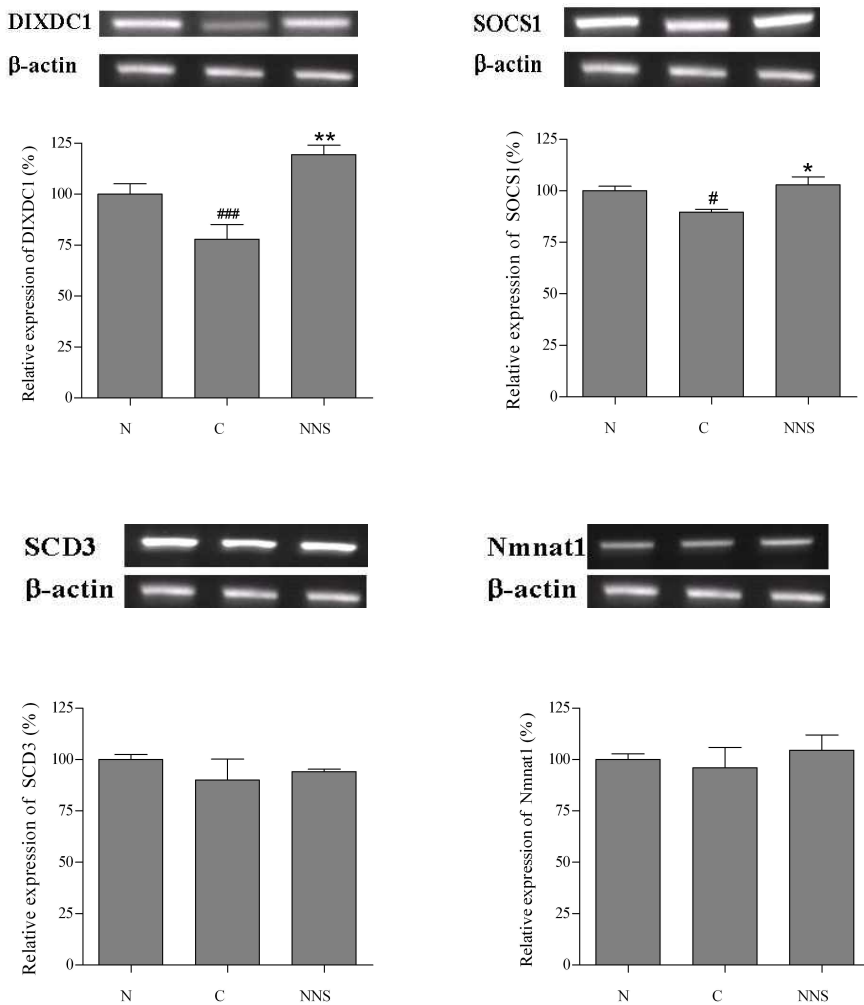 DIXDC1
β-actin
Relative expression of DIXDC1 (%)
125
100
75
50
25
0
###
**
N C NNS
SOCS1
β-actin
Relative expression of SOCS1(%)
125
100
75
50
25
0
#
*
N C NNS
SCD3
β-actin
Relative expression of SCD3 (%)
125
100
75
50
25
0
N C NNS
Nmnat1
β-actin
Relative expression of Nmnat1(%)
125
100
75
50
25
0
N C NNS